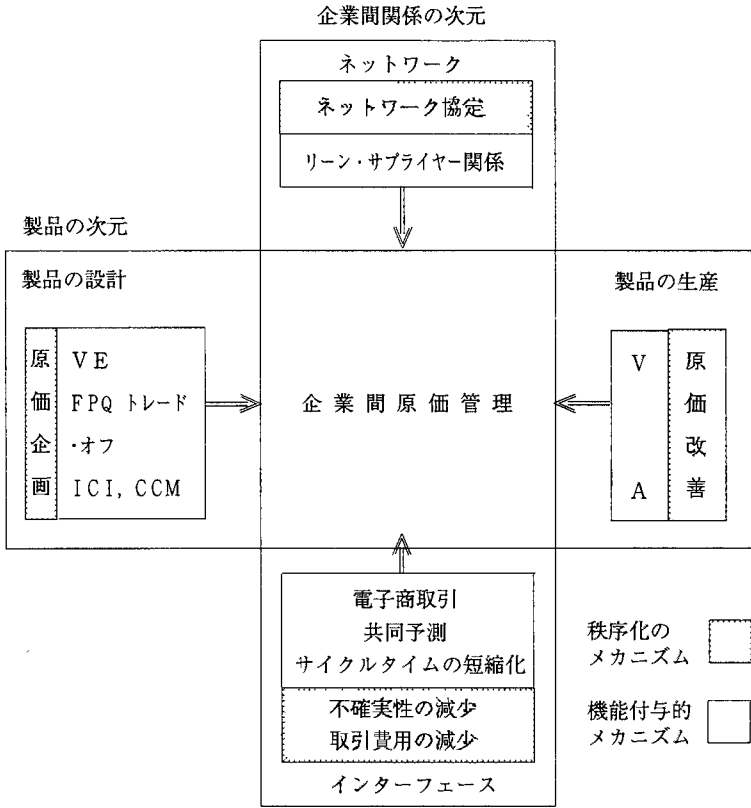 企業間関係の次元
ネットワーク
ネットワーク協定
リーン・サプライヤー関係
製品の次元
製品の設計
原価企画
VE
FPQ トレード
・オフ
ICI, CCM
企業間原価管理
製品の生産
VA
原価改善
電子商取引
共同予測
サイクルタイムの短縮化
不確実性の減少
取引費用の減少
インターフェース
秩序化の
メカニズム
機能付与的
メカニズム